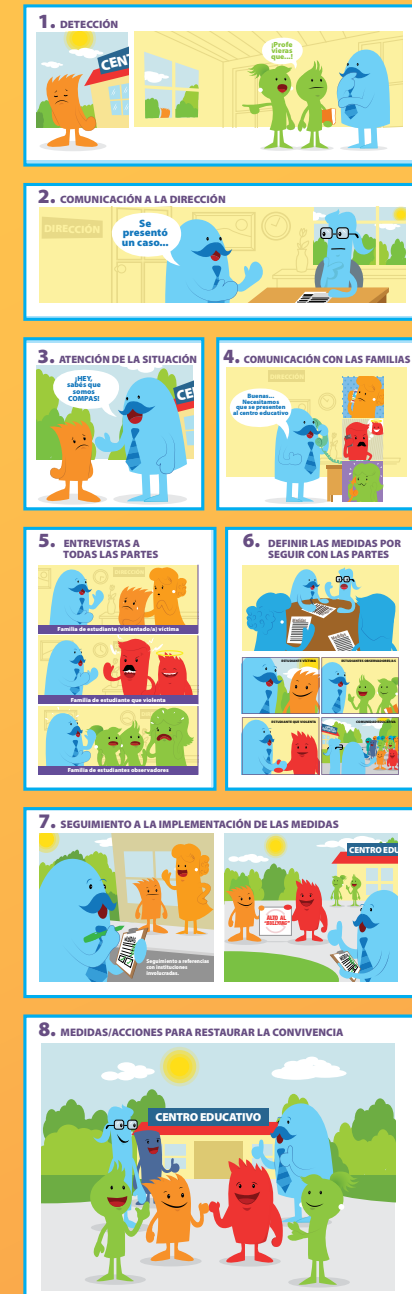 1. DETECCIÓN
CEN
¡Profe
vieras
que...!
2. COMUNICACIÓN A LA DIRECCIÓN
DIRECCIÓN
Se
presentó
un caso...
3. ATENCIÓN DE LA SITUACIÓN
¡HEY,
sabés que
somos
COMPAS!
CE
4. COMUNICACIÓN CON LAS FAMILIAS
DIRECCIÓN
Buenas...
Necesitamos
que se presenten
al centro educativo
5. ENTREVISTAS A
TODAS LAS PARTES
DIRECCIÓN
Familia de estudiante (violentado/a) víctima
Familia de estudiante que violenta
Familia de estudiantes observadores
6. DEFINIR LAS MEDIDAS POR
SEGUIR CON LAS PARTES
ESTUDIANTE VÍCTIMA
ESTUDIANTES OBSERVADORES/AS
ESTUDIANTE QUE VIOLENTA
COMUNIDAD EDUCATIVA
7. SEGUIMIENTO A LA IMPLEMENTACIÓN DE LAS MEDIDAS
Seguimiento a referencias
con instituciones
involucradas.
CENTRO EDU
ALTO AL
"BULLYING"
8. MEDIDAS/ACCIONES PARA RESTAURAR LA CONVIVENCIA
CENTRO EDUCATIVO